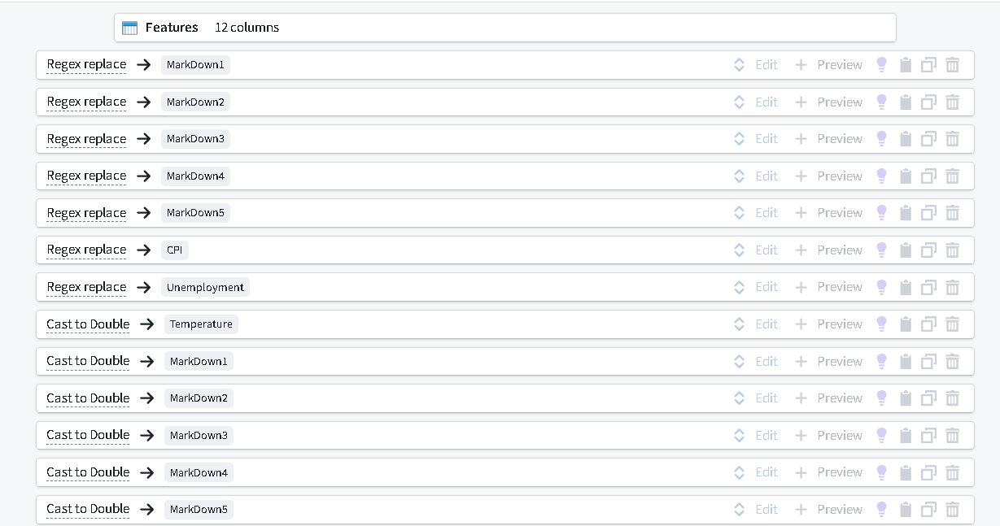 Features 12 columns
Regex replace → MarkDown1 Edit + Preview
Regex replace → MarkDown2 Edit + Preview
Regex replace → MarkDown3 Edit + Preview
Regex replace → MarkDown4 Edit + Preview
Regex replace → MarkDown5 Edit + Preview
Regex replace → CPI Edit + Preview
Regex replace → Unemployment Edit + Preview
Cast to Double → Temperature Edit + Preview
Cast to Double → MarkDown1 Edit + Preview
Cast to Double → MarkDown2 Edit + Preview
Cast to Double → MarkDown3 Edit + Preview
Cast to Double → MarkDown4 Edit + Preview
Cast to Double → MarkDown5 Edit + Preview